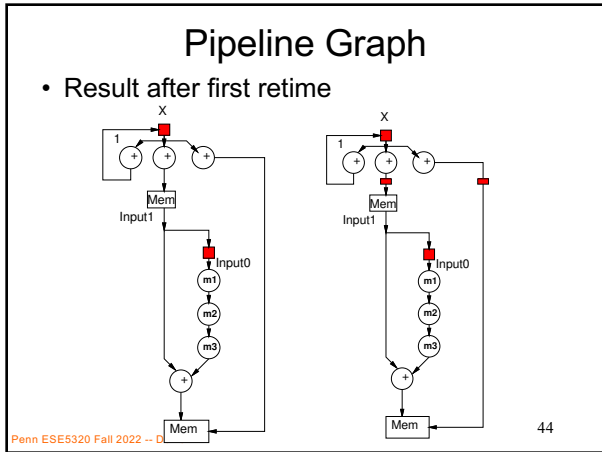 Pipeline Graph
• Result after first retime
X
1
+ + +
Mem
Input1
Input0
m1
m2
m3
+
Mem
X
1
+ + +
Mem
Input1
Input0
m1
m2
m3
+
Mem
Penn ESE5320 Fall 2022 -- D
44